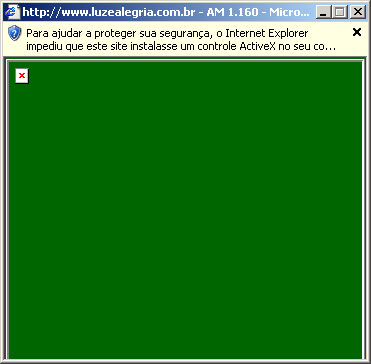 http://www.luzealegria.com.br - AM 1.160 - Micro...
Para ajudar a proteger sua segurança, o Internet Explorer
impediu que este site instalasse um controle ActiveX no seu co...